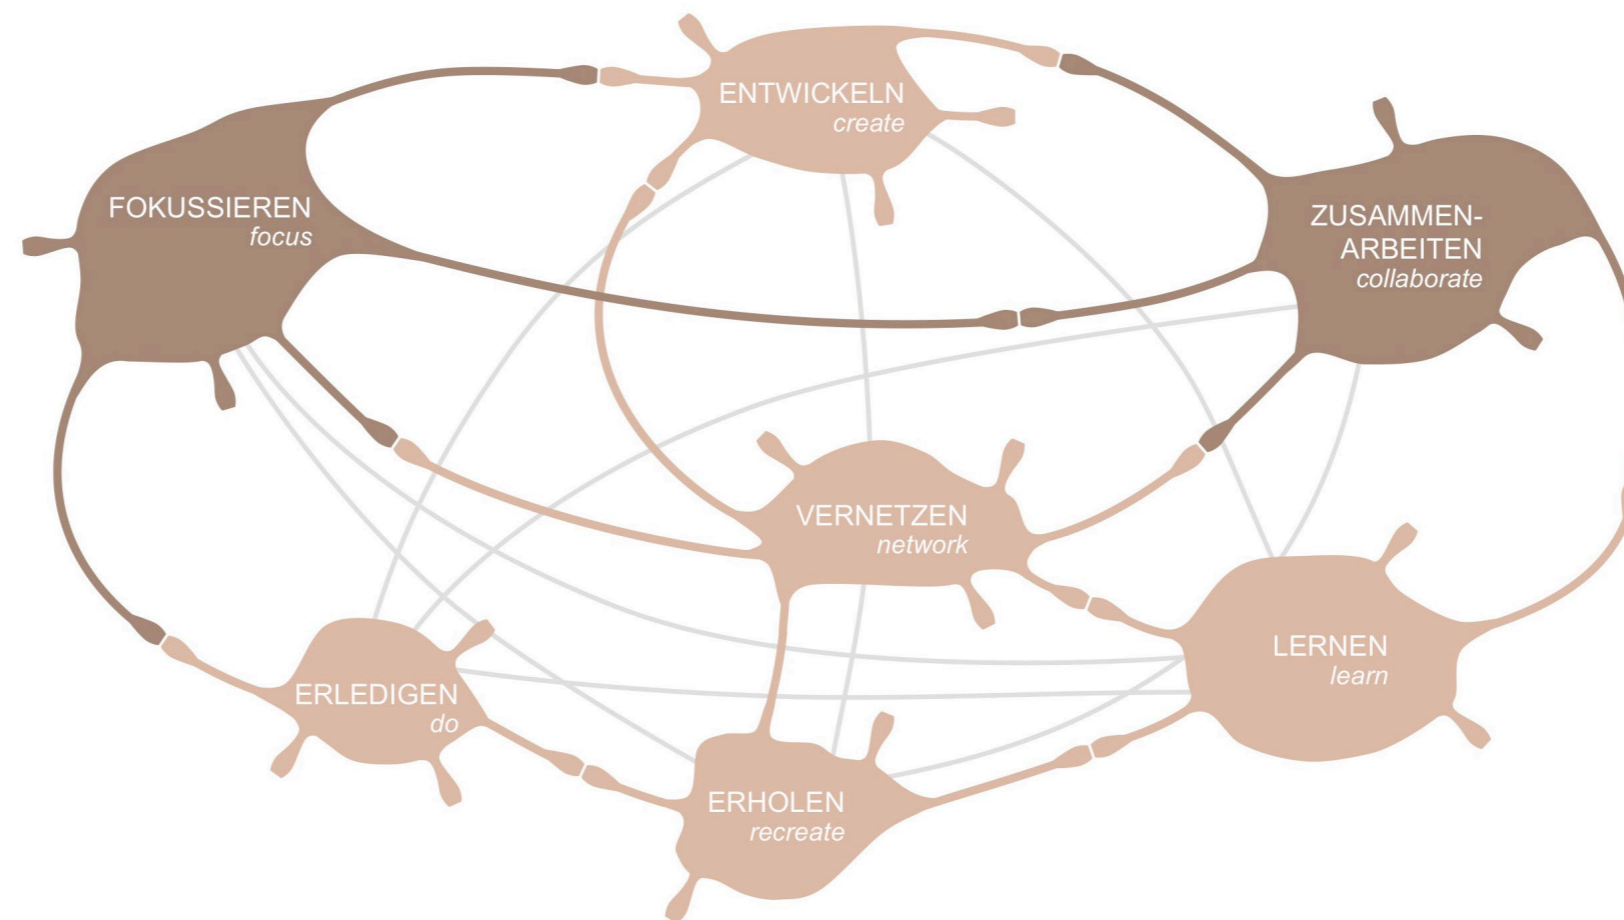 ENTWICKELN
create
FOKUSSIEREN
focus
ZUSAMMEN-
ARBEITEN
collaborate
VERNETZEN
network
LERNEN
learn
ERLEDIGEN
do
ERHOLEN
recreate